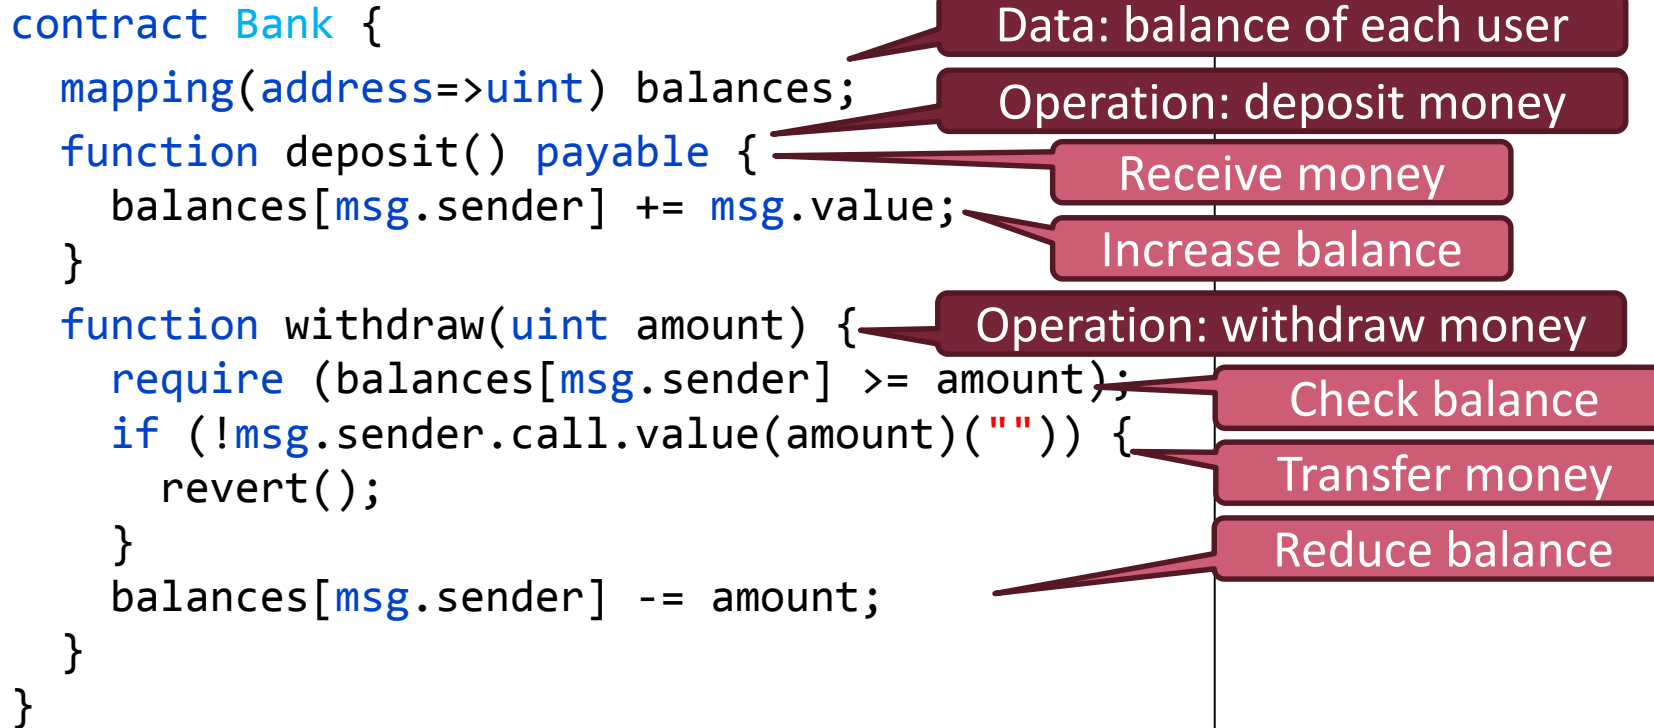 contract Bank {
Data: balance of each user
mapping(address=>uint) balances;
Operation: deposit money
function deposit() payable {
Receive money
balances[msg.sender] += msg.value;
Increase balance
}
function withdraw(uint amount) {
Operation: withdraw money
require (balances[msg.sender] >= amount);
Check balance
if (!msg.sender.call.value(amount)("")) {
Transfer money
revert();
}
Reduce balance
balances[msg.sender] -= amount;
}
}